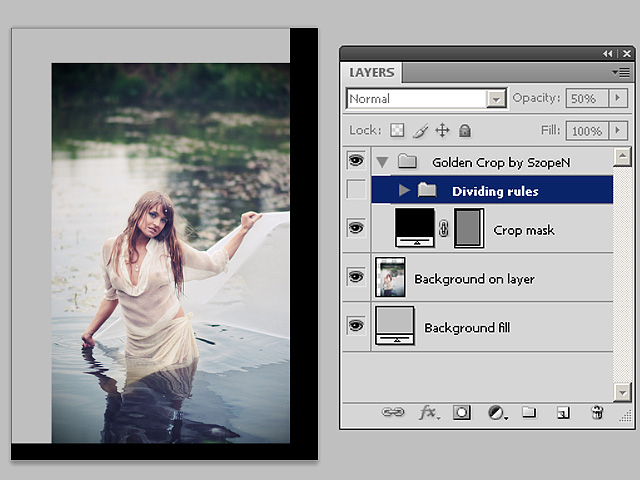 LAYERS
Normal
Opacity: 50%
Lock:
Fill: 100%
Golden Crop by SzopeN
Dividing rules
Crop mask
Background on layer
Background fill
fx